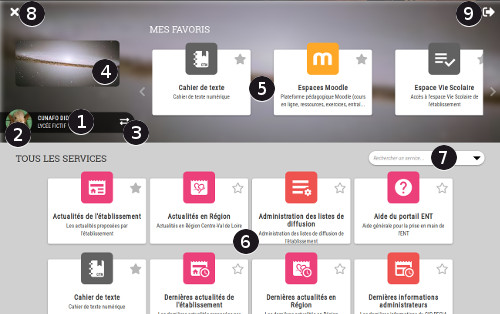 8
9
MES FAVORIS
4
Cahier de texte
Cahier de texte numérique
5
Espaces Moodle
Plateforme pédagogique Moodle (cours
en ligne, ressources, exercices, entrai...
Espace Vie Scolaire
Accès à l'espace Vie Scolaire de
l'établissement
2
CUNAFO DID
LYCÉE FICTIF
1
3
TOUS LES SERVICES
Rechercher un service...
7
Actualités de l'établissement
Les actualités proposées par
l'établissement
Actualités en Région
Actualités en Région Centre-Val de Loire
Administration des listes de
diffusion
Administration des listes de diffusion de
l'établissement
Aide du portail ENT
Aide générale pour la prise en main de
l'ENT
6
Cahier de texte
Cahier de texte numérique
Dernières actualités de
l'établissement
Dernières actualités en
Région
Dernières informations
administrateurs